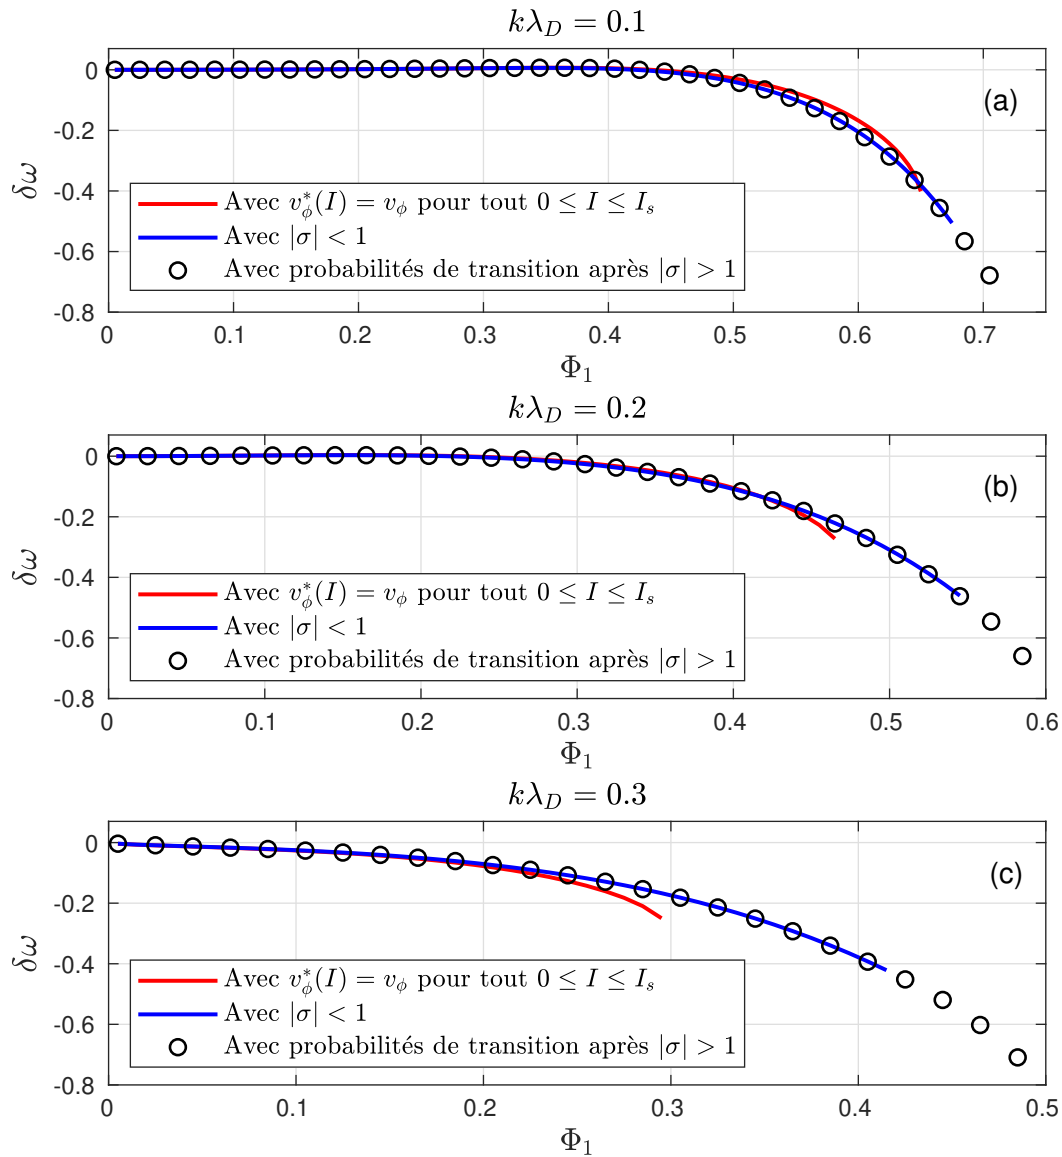 kλ_D = 0.1
0
-0.2
-0.4
-0.6
-0.8
δω
(a)
Avec v*_ϕ(I) = v_ϕ pour tout 0 ≤ I ≤ I_s
Avec |σ| < 1
Avec probabilités de transition après |σ| > 1
0 0.1 0.2 0.3 0.4 0.5 0.6 0.7
Φ₁
kλ_D = 0.2
0
-0.2
-0.4
-0.6
-0.8
δω
(b)
Avec v*_ϕ(I) = v_ϕ pour tout 0 ≤ I ≤ I_s
Avec |σ| < 1
Avec probabilités de transition après |σ| > 1
0 0.1 0.2 0.3 0.4 0.5 0.6
Φ₁
kλ_D = 0.3
0
-0.2
-0.4
-0.6
-0.8
δω
(c)
Avec v*_ϕ(I) = v_ϕ pour tout 0 ≤ I ≤ I_s
Avec |σ| < 1
Avec probabilités de transition après |σ| > 1
0 0.1 0.2 0.3 0.4 0.5
Φ₁